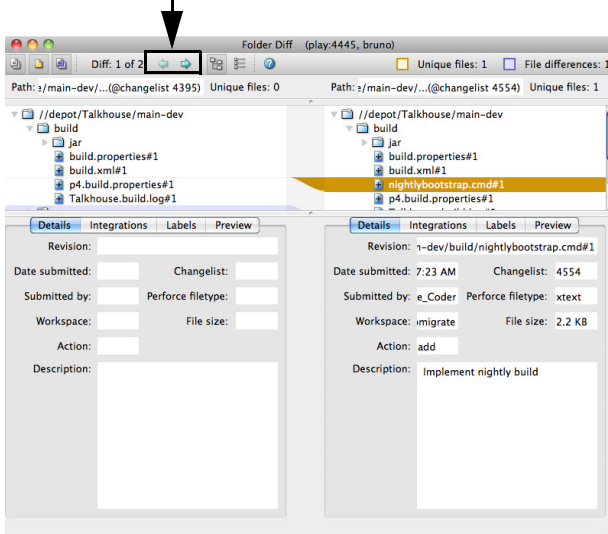 Folder Diff (play:4445, bruno)
Diff: 1 of 2
Unique files: 1 File differences: 1
Path: e/main-dev/...(@changelist 4395) Unique files: 0
Path: e/main-dev/...(@changelist 4554) Unique files: 1
//depot/Talkhouse/main-dev
build
jar
build.properties#1
build.xml#1
p4.build.properties#1
Talkhouse.build.log#1
//depot/Talkhouse/main-dev
build
jar
build.properties#1
build.xml#1
nightlybootstrap.cmd#1
p4.build.properties#1
Details Integrations Labels Preview
Revision:
Date submitted: Changelist:
Submitted by: Perforce filetype:
Workspace: File size:
Action:
Description:
Details Integrations Labels Preview
Revision: n-dev/build/nightlybootstrap.cmd#1
Date submitted: 7:23 AM Changelist: 4554
Submitted by: e_Coder Perforce filetype: xtext
Workspace: omigrate File size: 2.2 KB
Action: add
Description: Implement nightly build